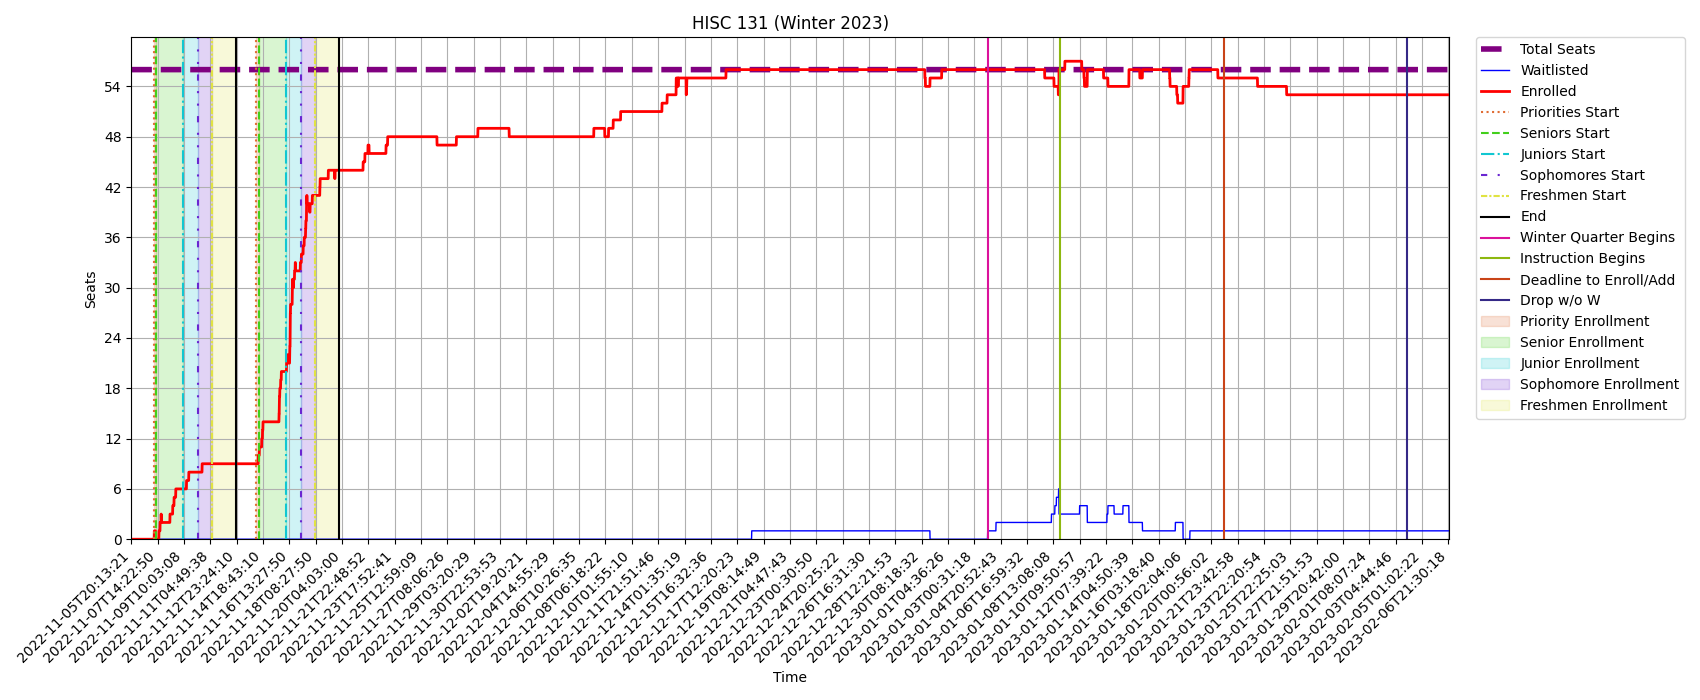 HISC 131 (Winter 2023)
Seats
54
48
42
36
30
24
18
12
6
0
2022-11-05T20:13:21
2022-11-07T14:22:50
2022-11-09T10:03:08
2022-11-11T04:49:38
2022-11-12T23:24:10
2022-11-14T18:43:10
2022-11-16T13:27:50
2022-11-18T08:27:50
2022-11-20T04:03:00
2022-11-21T22:48:52
2022-11-23T17:52:41
2022-11-25T12:59:09
2022-11-27T08:06:26
2022-11-29T03:20:29
2022-11-30T22:53:53
2022-12-02T19:20:21
2022-12-04T14:55:29
2022-12-06T10:26:35
2022-12-08T06:18:22
2022-12-10T01:55:10
2022-12-11T21:51:46
2022-12-14T01:35:19
2022-12-15T16:32:36
2022-12-17T12:20:23
2022-12-19T08:14:49
2022-12-21T04:47:43
2022-12-23T00:30:50
2022-12-24T20:25:22
2022-12-26T16:31:30
2022-12-28T12:21:53
2022-12-30T08:18:32
2023-01-01T04:36:26
2023-01-03T00:31:18
2023-01-04T20:52:43
2023-01-06T16:59:32
2023-01-08T13:08:08
2023-01-10T09:50:57
2023-01-12T07:39:22
2023-01-14T04:50:39
2023-01-16T03:18:40
2023-01-18T02:04:06
2023-01-20T00:56:02
2023-01-21T23:42:58
2023-01-23T22:20:54
2023-01-25T22:25:03
2023-01-27T21:51:53
2023-01-29T20:42:00
2023-02-01T08:07:24
2023-02-03T04:44:46
2023-02-05T01:02:22
2023-02-06T21:30:18
Time
Total Seats
Waitlisted
Enrolled
Priorities Start
Seniors Start
Juniors Start
Sophomores Start
Freshmen Start
End
Winter Quarter Begins
Instruction Begins
Deadline to Enroll/Add
Drop w/o W
Priority Enrollment
Senior Enrollment
Junior Enrollment
Sophomore Enrollment
Freshmen Enrollment